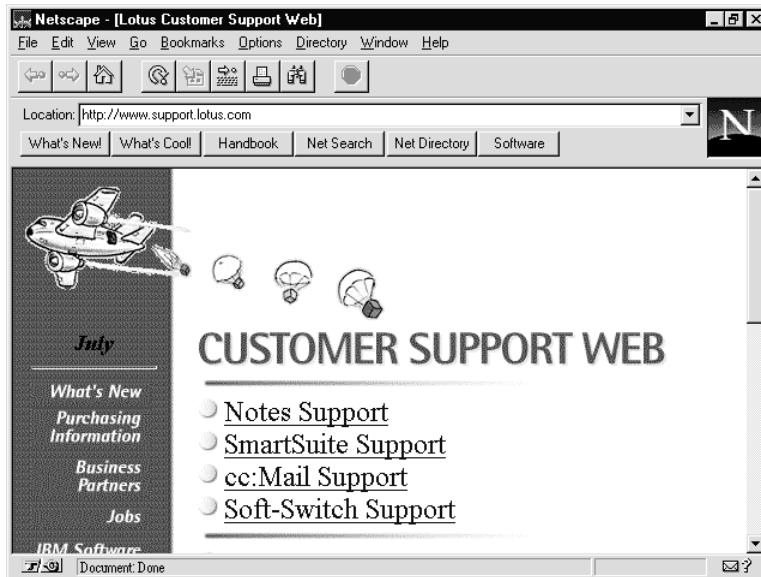 Netscape - [Lotus Customer Support Web]
File Edit View Go Bookmarks Options Directory Window Help
Location: http://www.support.lotus.com
N
What's New! What's Cool! Handbook Net Search Net Directory Software
July
CUSTOMER SUPPORT WEB
What's New
Purchasing
Information
Business
Partners
Jobs
IBM Software
Notes Support
SmartSuite Support
cc:Mail Support
Soft-Switch Support
Document: Done
?